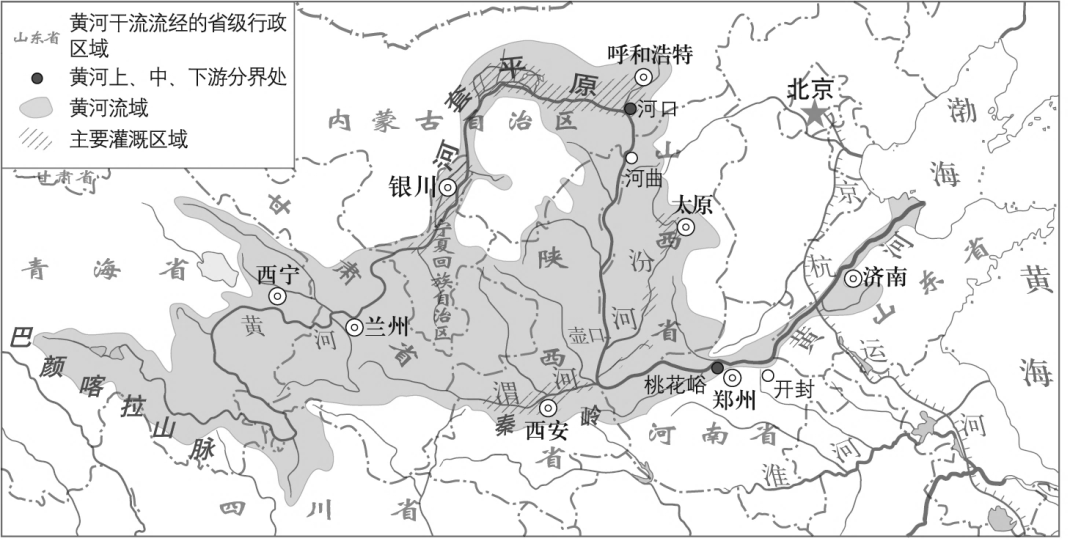 山东省 黄河干流流经的省级行政
区域
黄河上、中、下游分界处
黄河流域
主要灌溉区域
甘肃省
内蒙古自治区
河套平原
呼和浩特
河口
河曲
北京
渤海
银川
宁夏回族自治区
甘肃省
青海省
西宁
兰州
黄河
陕西省
山西省
太原
汾河
壶口
京杭运河
济南
黄河
山东省
黄海
巴颜喀拉山脉
渭河
秦岭
西安
桃花峪
郑州
开封
河南省
淮河
四川省